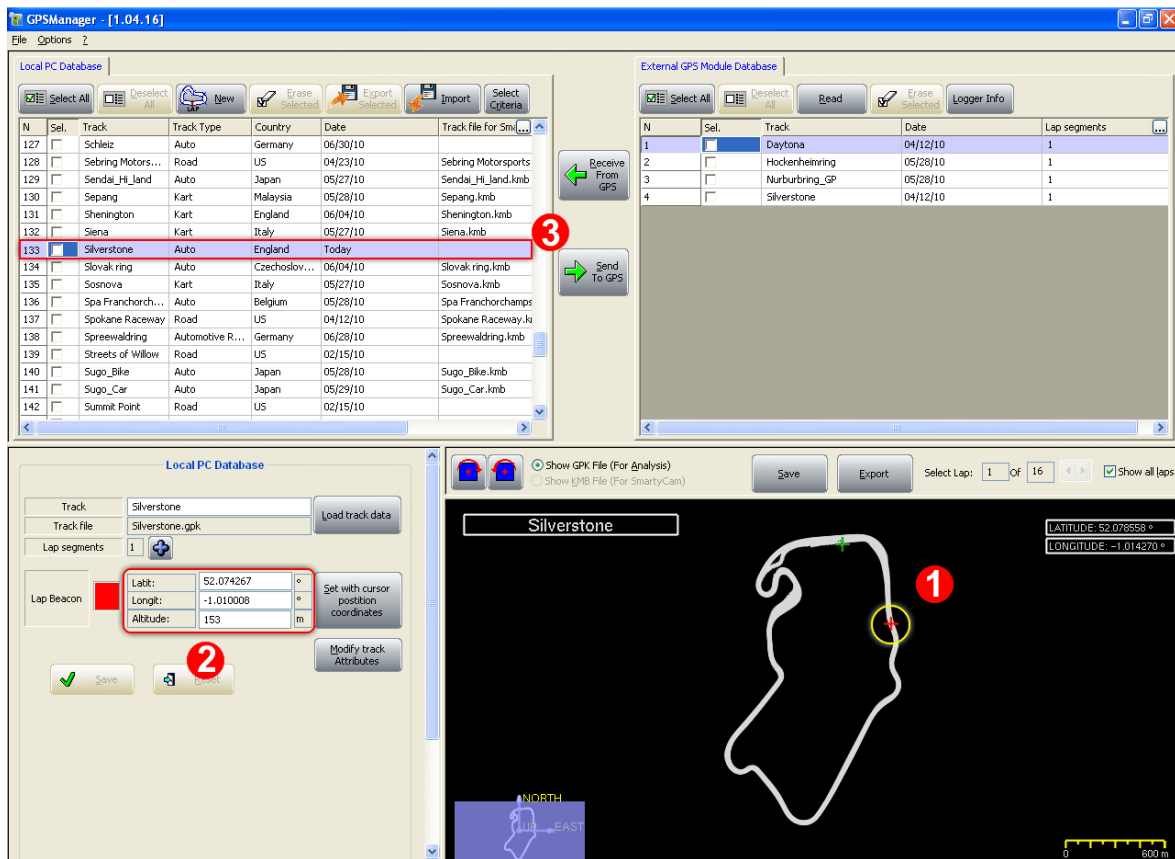 GPSManager - [1.04.16]
File Options ?
Local PC Database
Select All
Deselect All
New
LAP
Erase Selected
Export Selected
Import
Select Criteria
N Sel. Track Track Type Country Date Track file for Sma ...
127 Schleiz Auto Germany 06/30/10
128 Sebring Motors... Road US 04/23/10 Sebring Motorsports
129 Sendai_Hi_land Auto Japan 05/27/10 Sendai_Hi_land.kmb
130 Sepang Kart Malaysia 05/28/10 Sepang.kmb
131 Shenington Kart England 06/04/10 Shenington.kmb
132 Siena Kart Italy 05/27/10 Siena.kmb
133 Silverstone Auto England Today
134 Slovak ring Auto Czechoslov... 06/04/10 Slovak ring.kmb
135 Sosnova Kart Italy 05/27/10 Sosnova.kmb
136 Spa Franchorch... Auto Belgium 05/28/10 Spa Franchorchamps
137 Spokane Raceway Road US 04/12/10 Spokane Raceway.k
138 Spreewaldring Automotive R... Germany 06/28/10 Spreewaldring.kmb
139 Streets of Willow Road US 02/15/10
140 Sugo_Bike Auto Japan 05/28/10 Sugo_Bike.kmb
141 Sugo_Car Auto Japan 05/29/10 Sugo_Car.kmb
142 Summit Point Road US 02/15/10
3
Receive From GPS
Send To GPS
External GPS Module Database
Select All
Deselect All
Read
Erase Selected
Logger Info
N Sel. Track Date Lap segments ...
1 Daytona 04/12/10 1
2 Hockenheimring 05/28/10 1
3 Nurburbring_GP 05/28/10 1
4 Silverstone 04/12/10 1
Local PC Database
Track Silverstone
Load track data
Track file Silverstone.gpk
Lap segments 1
Lap Beacon
Latit: 52.074267 °
Longit: -1.010008 °
Altitude: 153 m
Set with cursor postition coordinates
Modify track Attributes
2
Save
Reset
Show GPK File (For Analysis)
Show KMB File (For SmartyCam)
Save
Export
Select Lap: 1 Of 16
Show all laps
Silverstone
LATITUDE: 52.078558 °
LONGITUDE: -1.014270 °
1
NORTH
UP
EAST
0 600 m